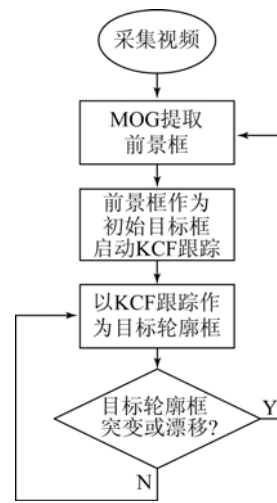 采集视频
MOG提取
前景框
前景框作为
初始目标框
启动KCF跟踪
以KCF跟踪作
为目标轮廓框
目标轮廓框
突变或漂移?
Y
N